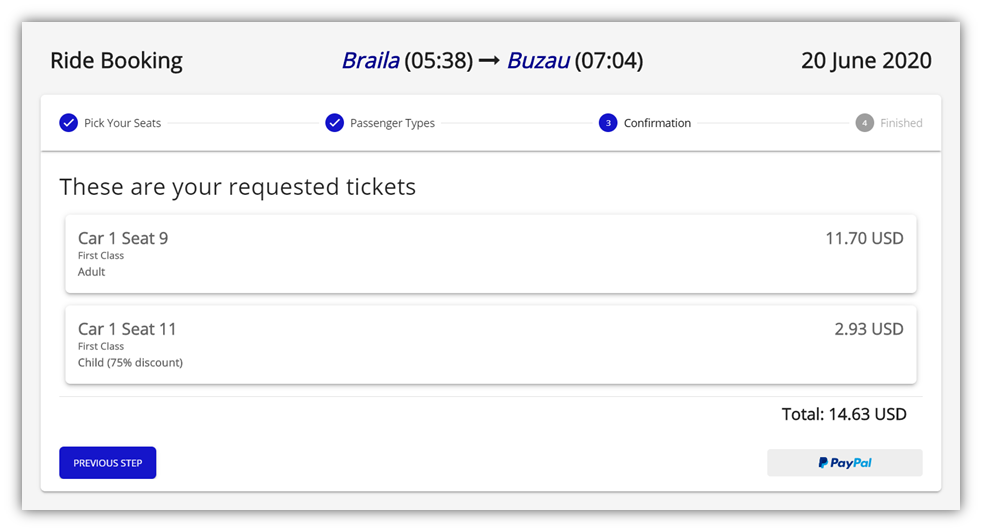 Ride Booking
Braila (05:38) → Buzau (07:04)
20 June 2020
Pick Your Seats
Passenger Types
3 Confirmation
4 Finished
These are your requested tickets
Car 1 Seat 9
11.70 USD
First Class
Adult
Car 1 Seat 11
2.93 USD
First Class
Child (75% discount)
Total: 14.63 USD
PREVIOUS STEP
PayPal